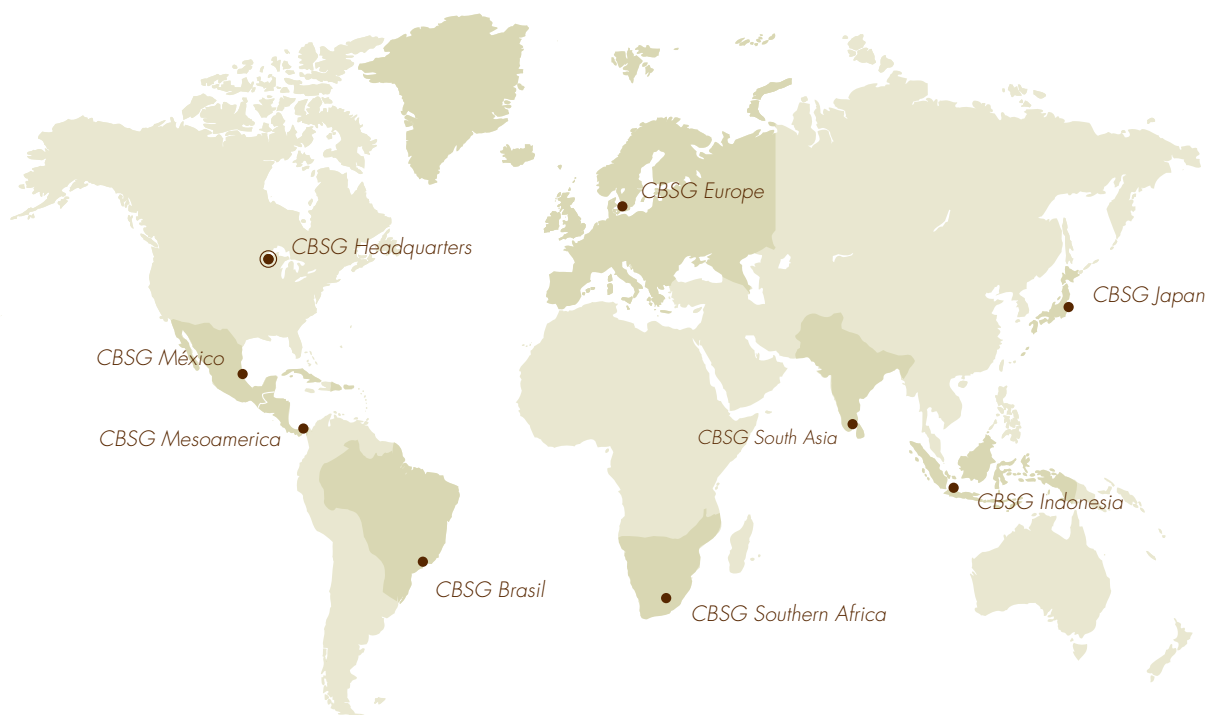 CBSG Europe
CBSG Headquarters
CBSG Japan
CBSG México
CBSG Mesoamerica
CBSG South Asia
CBSG Indonesia
CBSG Brasil
CBSG Southern Africa